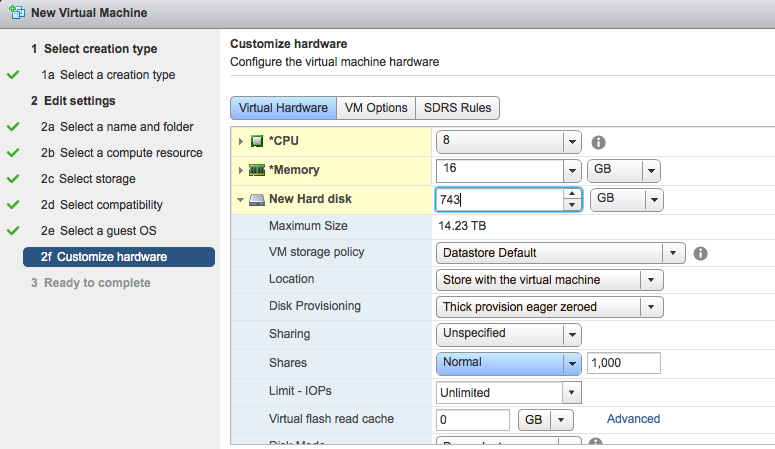 New Virtual Machine
1 Select creation type
1a Select a creation type
2 Edit settings
2a Select a name and folder
2b Select a compute resource
2c Select storage
2d Select compatibility
2e Select a guest OS
2f Customize hardware
3 Ready to complete
Customize hardware
Configure the virtual machine hardware
Virtual Hardware VM Options SDRS Rules
*CPU 8
*Memory 16 GB
New Hard disk 743 GB
Maximum Size 14.23 TB
VM storage policy Datastore Default
Location Store with the virtual machine
Disk Provisioning Thick provision eager zeroed
Sharing Unspecified
Shares Normal 1,000
Limit - IOPs Unlimited
Virtual flash read cache 0 GB Advanced
Disk Mode